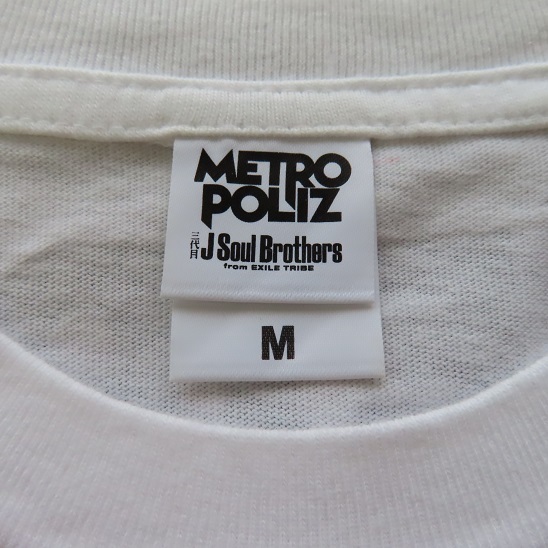 METRO
POLIZ
三代目 J Soul Brothers
from EXILE TRIBE
M